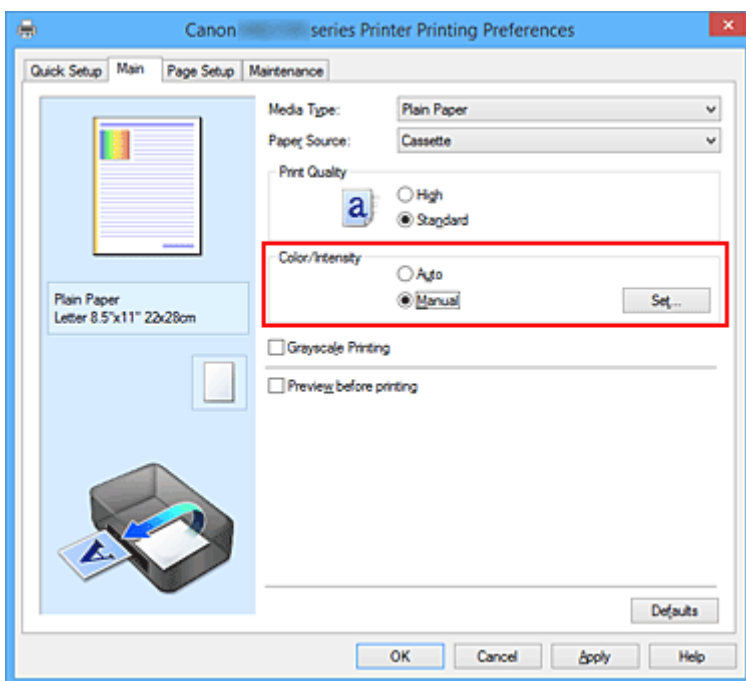 Canon series Printer Printing Preferences
Quick Setup Main Page Setup Maintenance
Media Type: Plain Paper
Paper Source: Cassette
Print Quality
a
High
Standard
Color/Intensity
Auto
Manual Set...
Plain Paper
Letter 8.5"x11" 22x28cm
Grayscale Printing
Preview before printing
A
Defaults
OK Cancel Apply Help